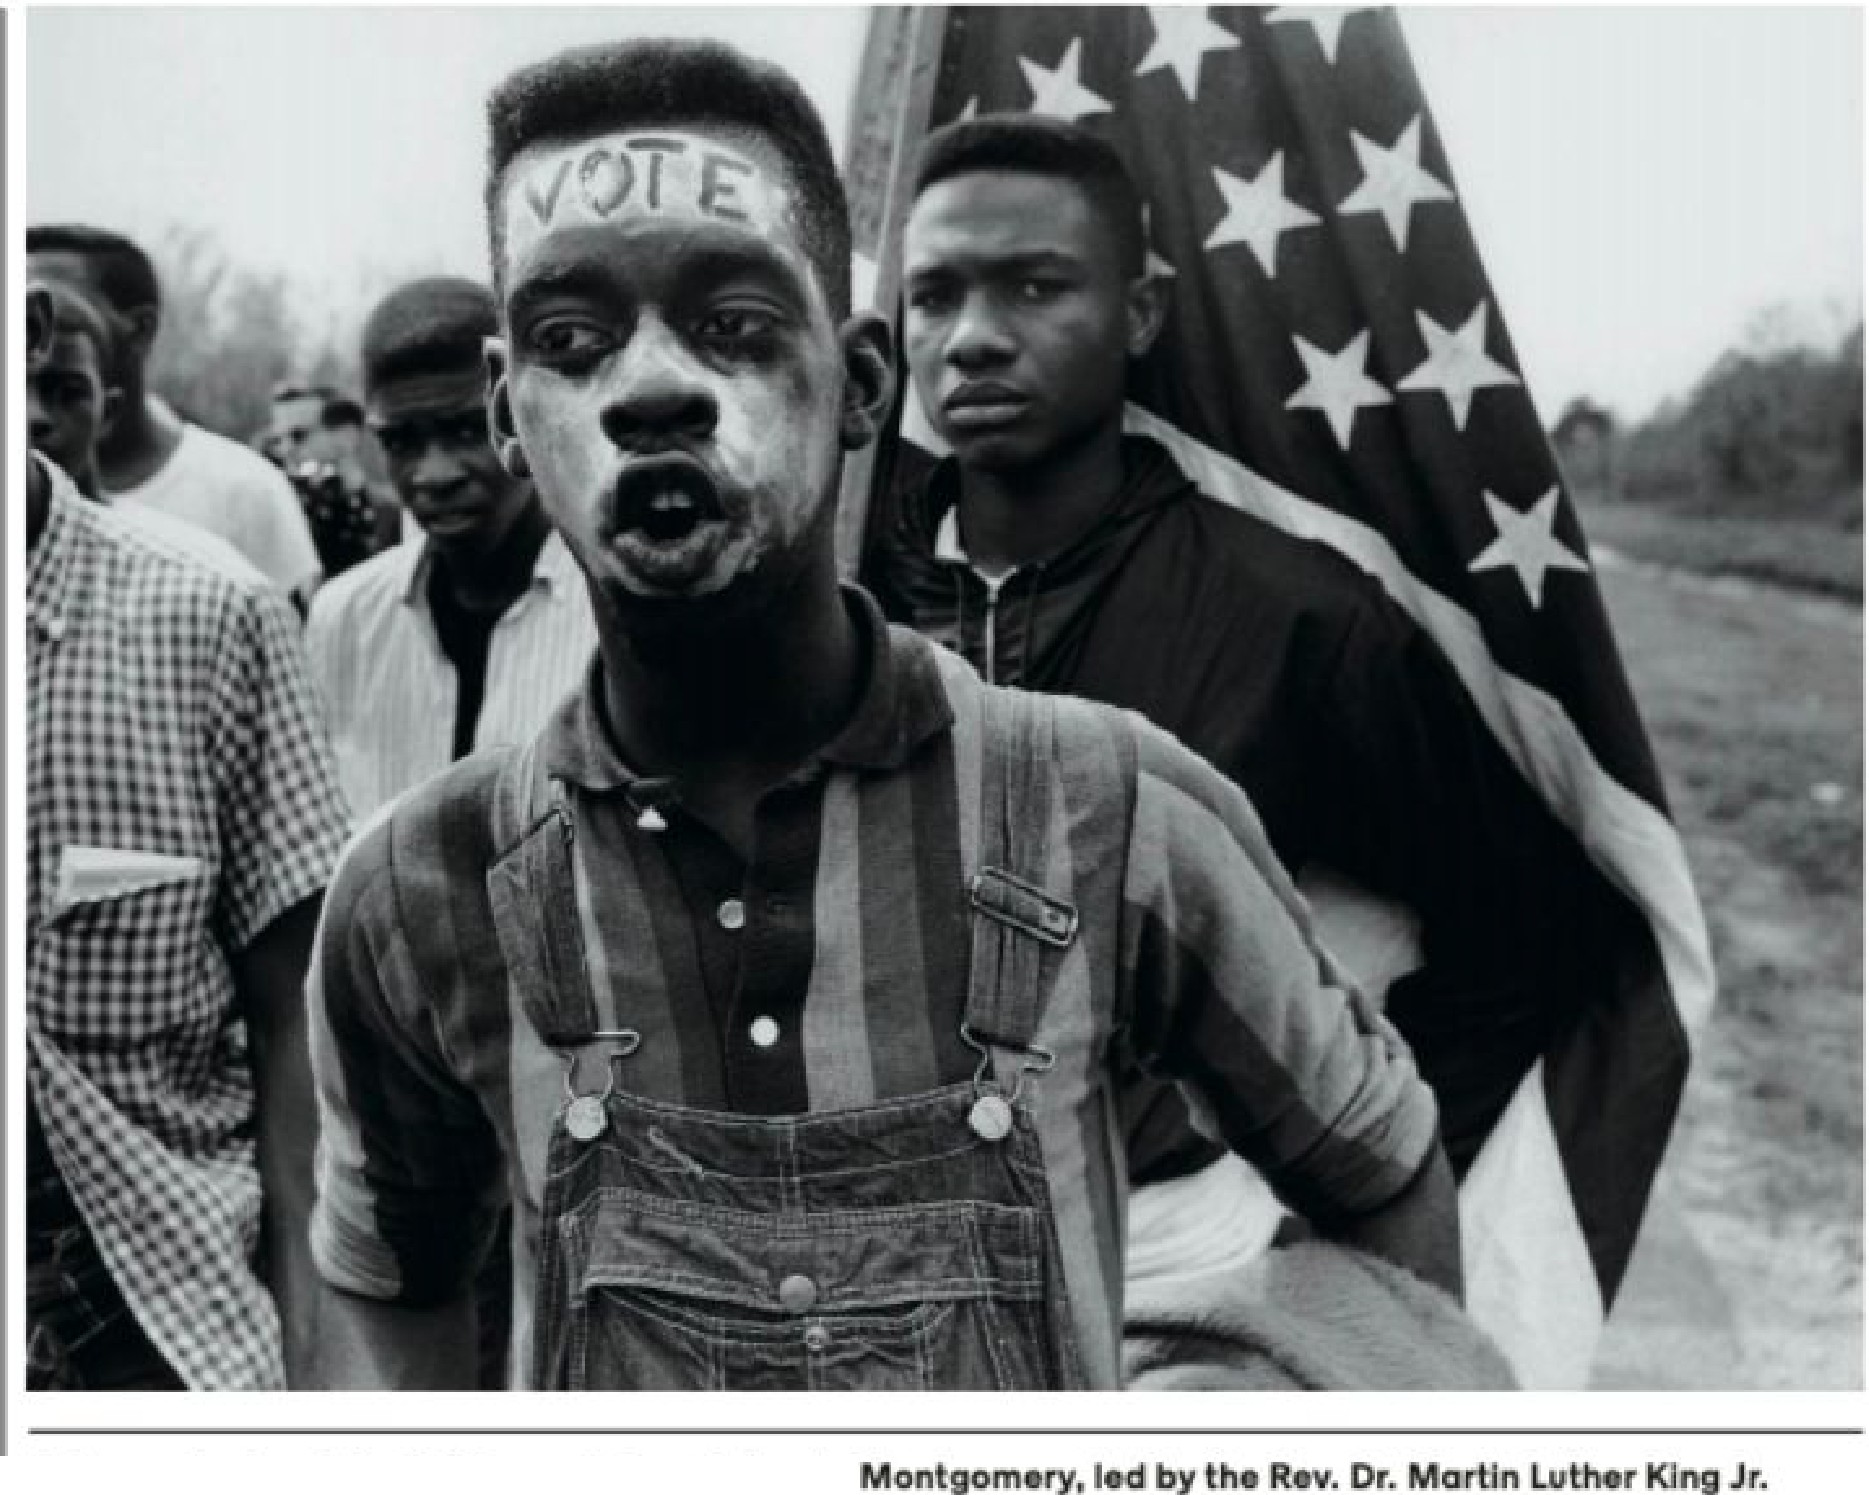 VOTE
Montgomery, led by the Rev. Dr. Martin Luther King Jr.